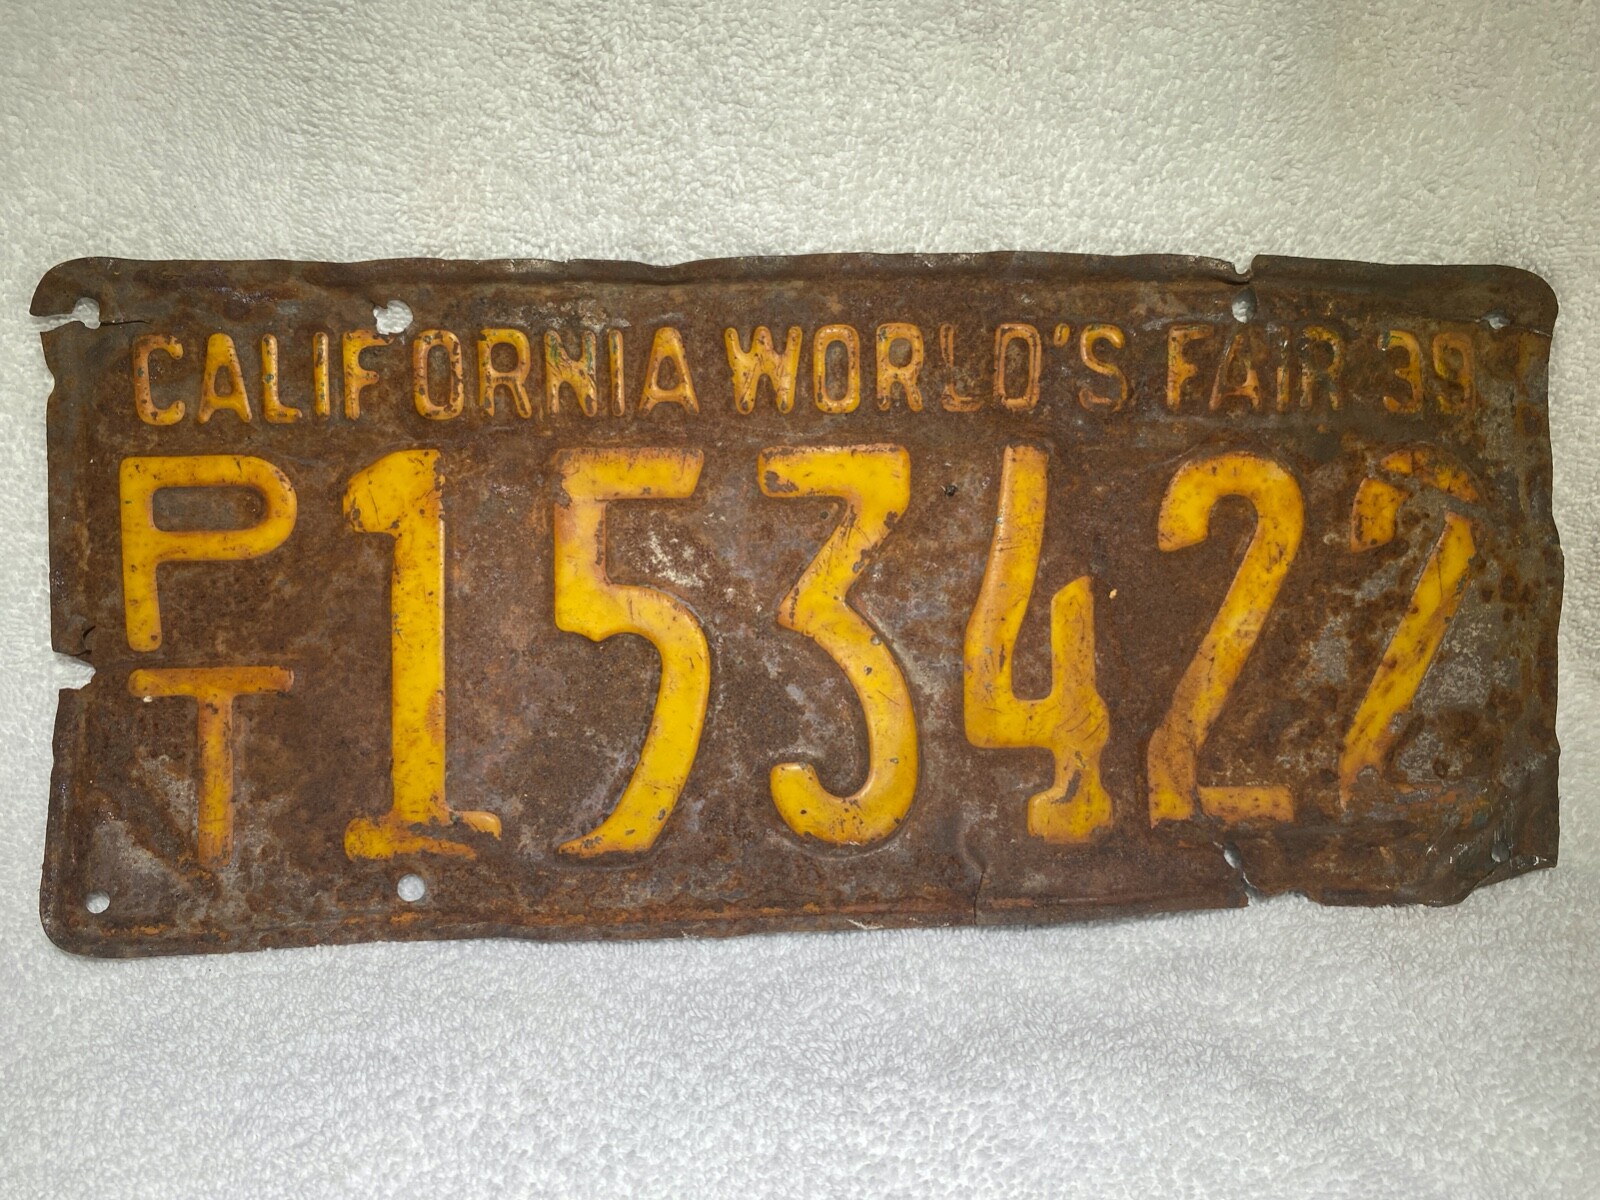 CALIFORNIA WORLD'S FAIR 39
PT 153422